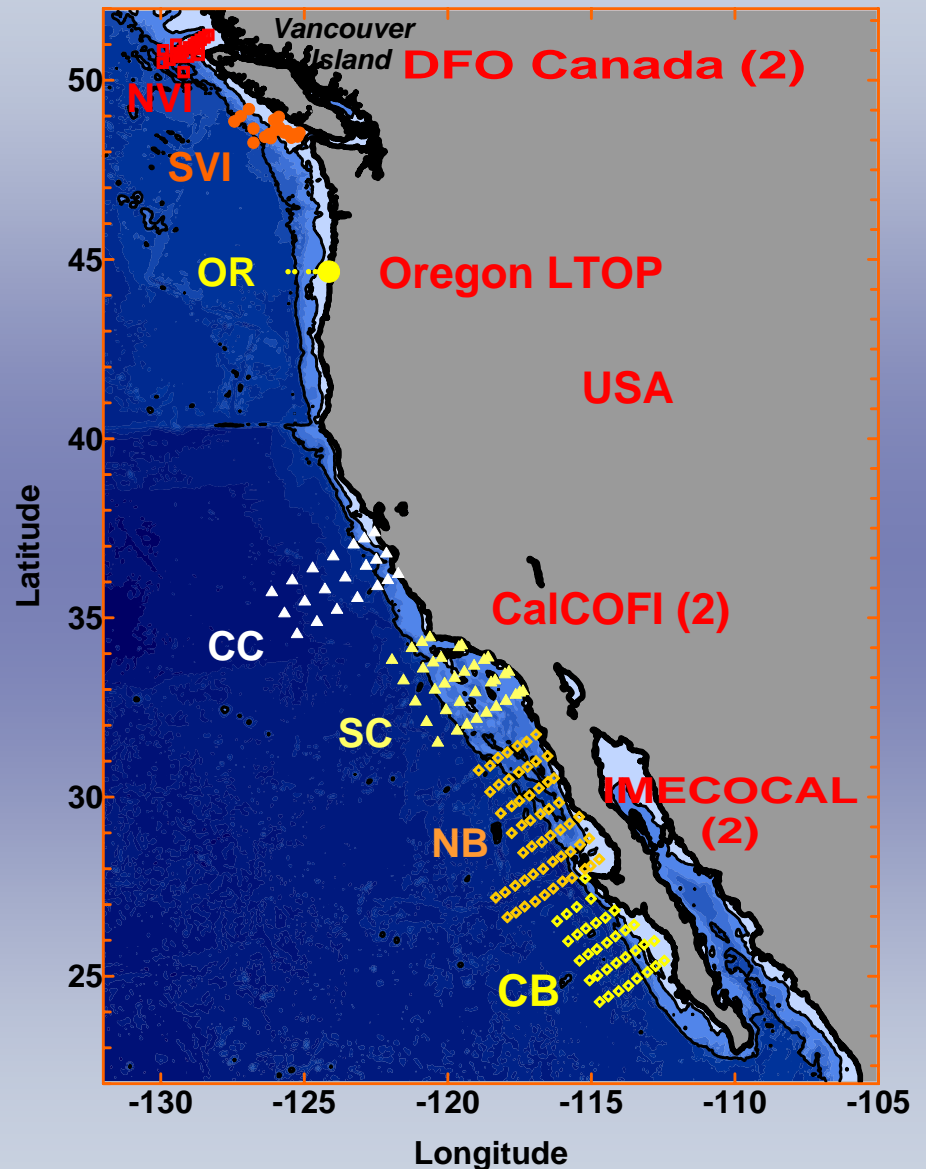 Vancouver
Island
DFO Canada (2)
50
NVI
SVI
45
OR
Oregon LTOP
USA
40
Latitude
35
CC
CalCOFI (2)
SC
30
IMECOCAL
(2)
NB
25
CB
-130 -125 -120 -115 -110 -105
Longitude